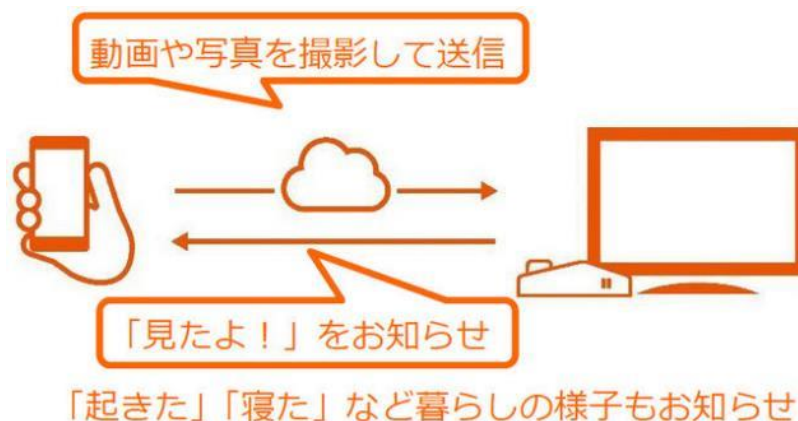 動画や写真を撮影して送信
「見たよ！」をお知らせ
「起きた」「寝た」など暮らしの様子もお知らせ